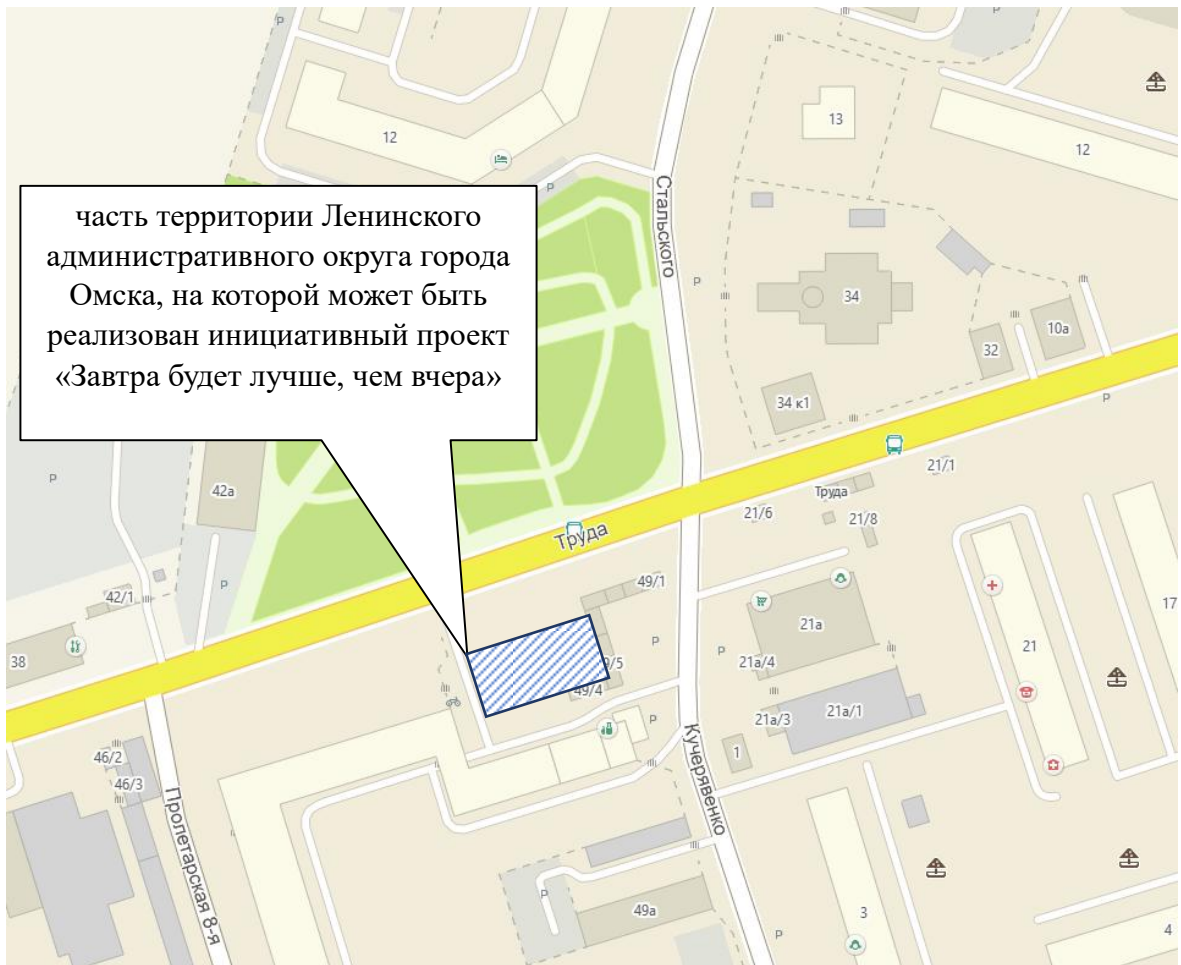 P
P
12
13
12
P
часть территории Ленинского
административного округа города
Омска, на которой может быть
реализован инициативный проект
«Завтра будет лучше, чем вчера»
Стальского
P
34
32
10а
34 к1
P
P
42а
21/1
Труда
21/6
21/8
Труда
P
42/1
49/1
38
21а
21
17
P
P
21а/4
9/5
49/4
21а/1
21а/3
P
1
Кучерявенко
46/2
46/3
Пролетарская 8-я
P
49а
3
P
4